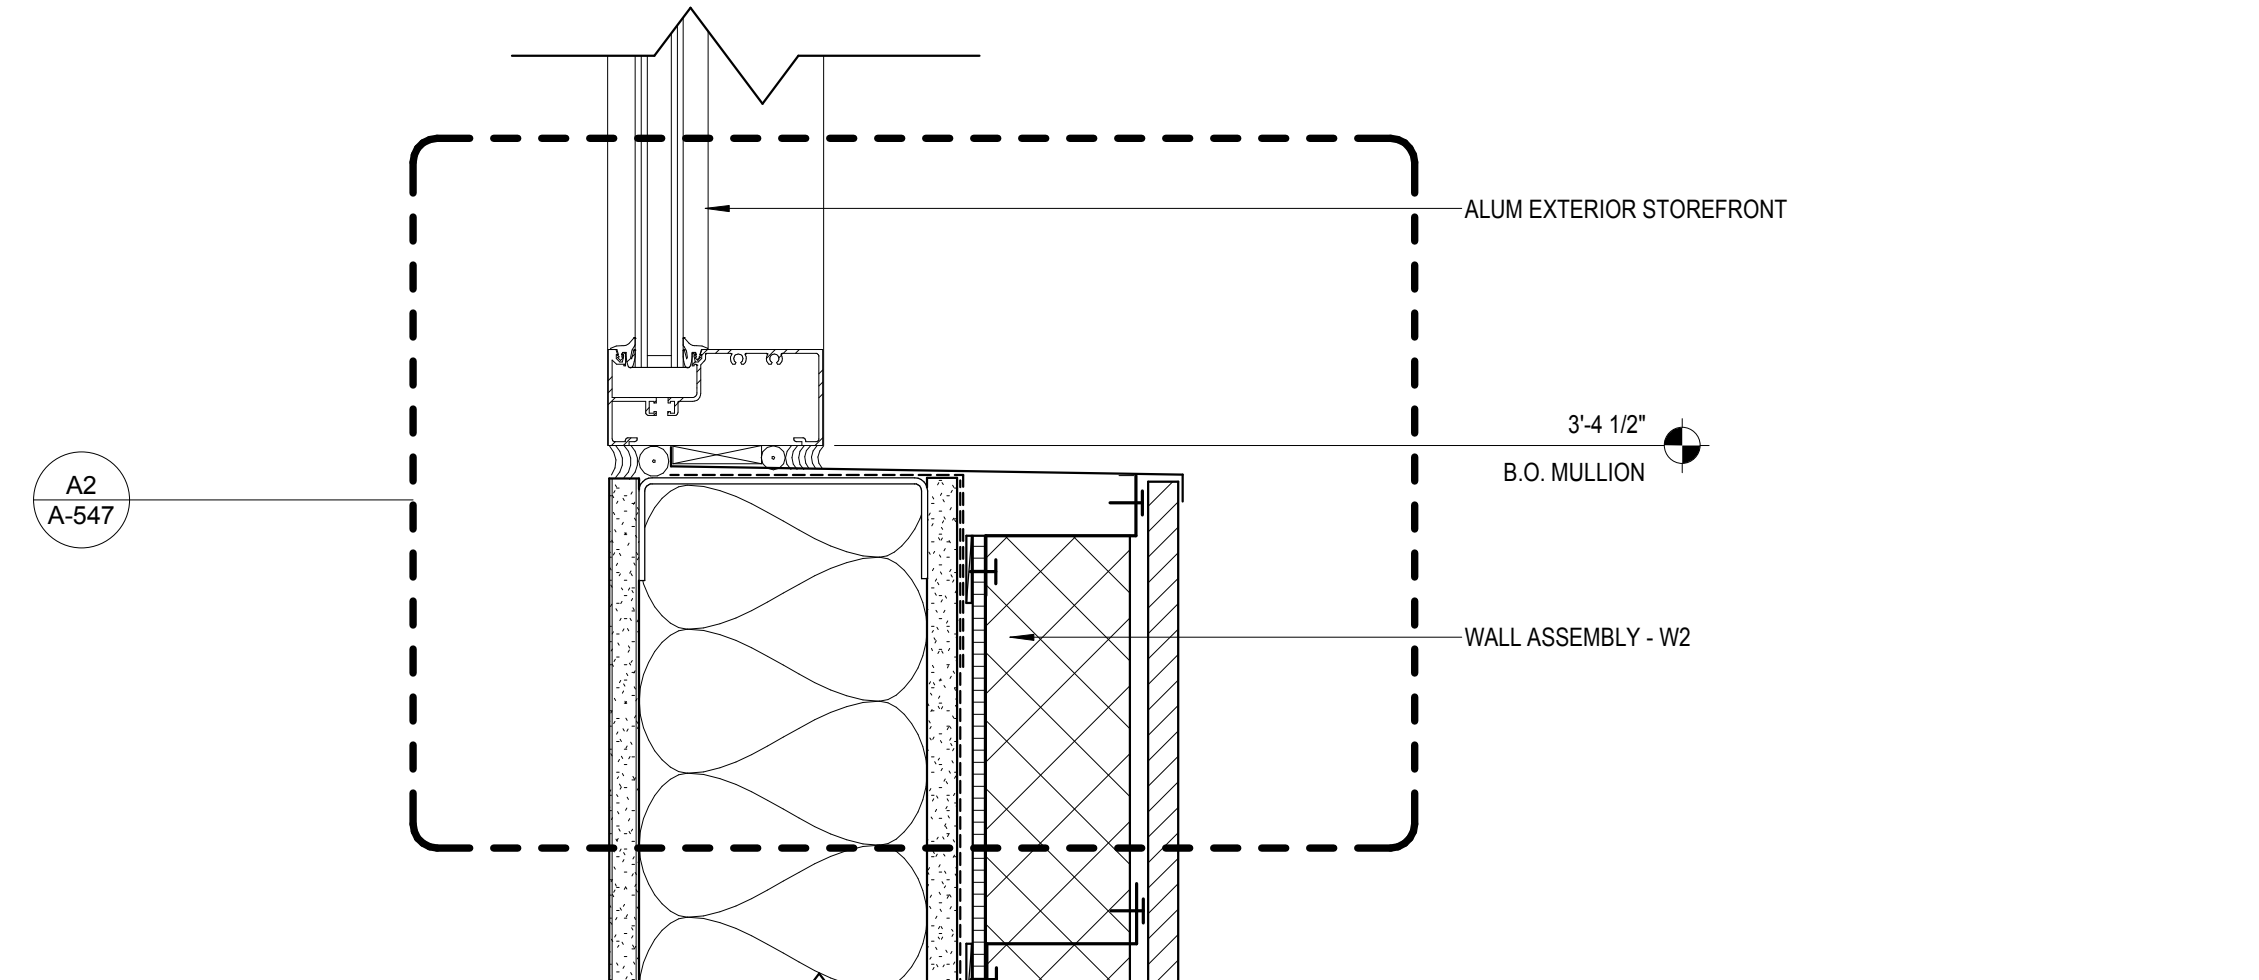 ALUM EXTERIOR STOREFRONT
3'-4 1/2"
B.O. MULLION
A2
A-547
WALL ASSEMBLY - W2